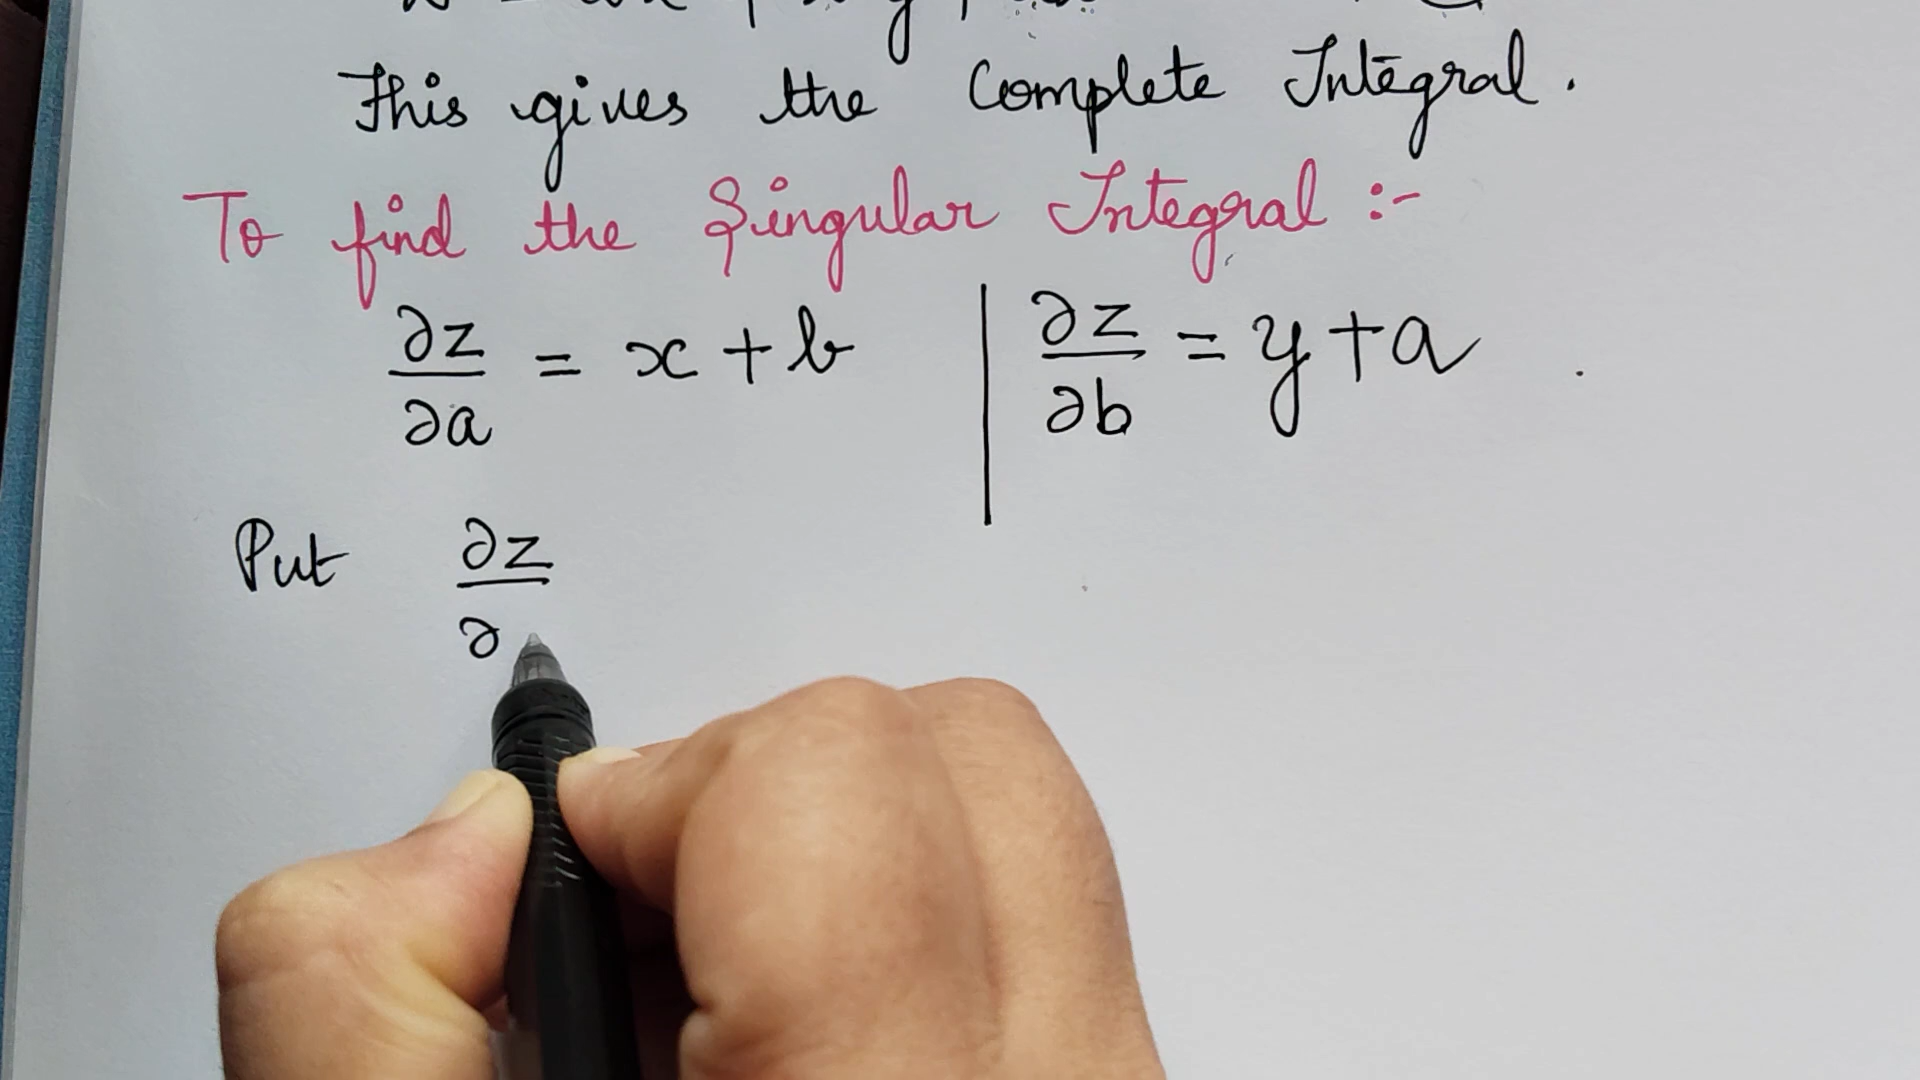 This gives the Complete Integral.
To find the Singular Integral :-
∂z/∂a = x + b | ∂z/∂b = y + a
Put ∂z/∂